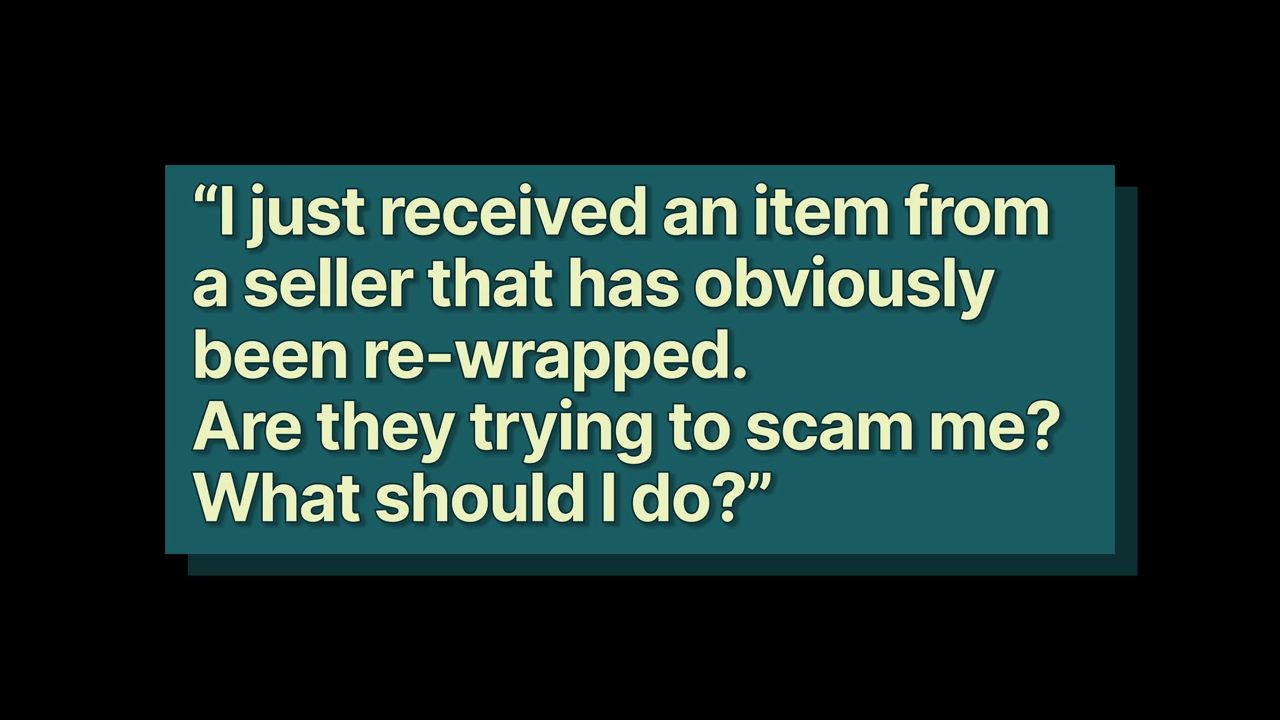 “I just received an item from
a seller that has obviously
been re-wrapped.
Are they trying to scam me?
What should I do?”